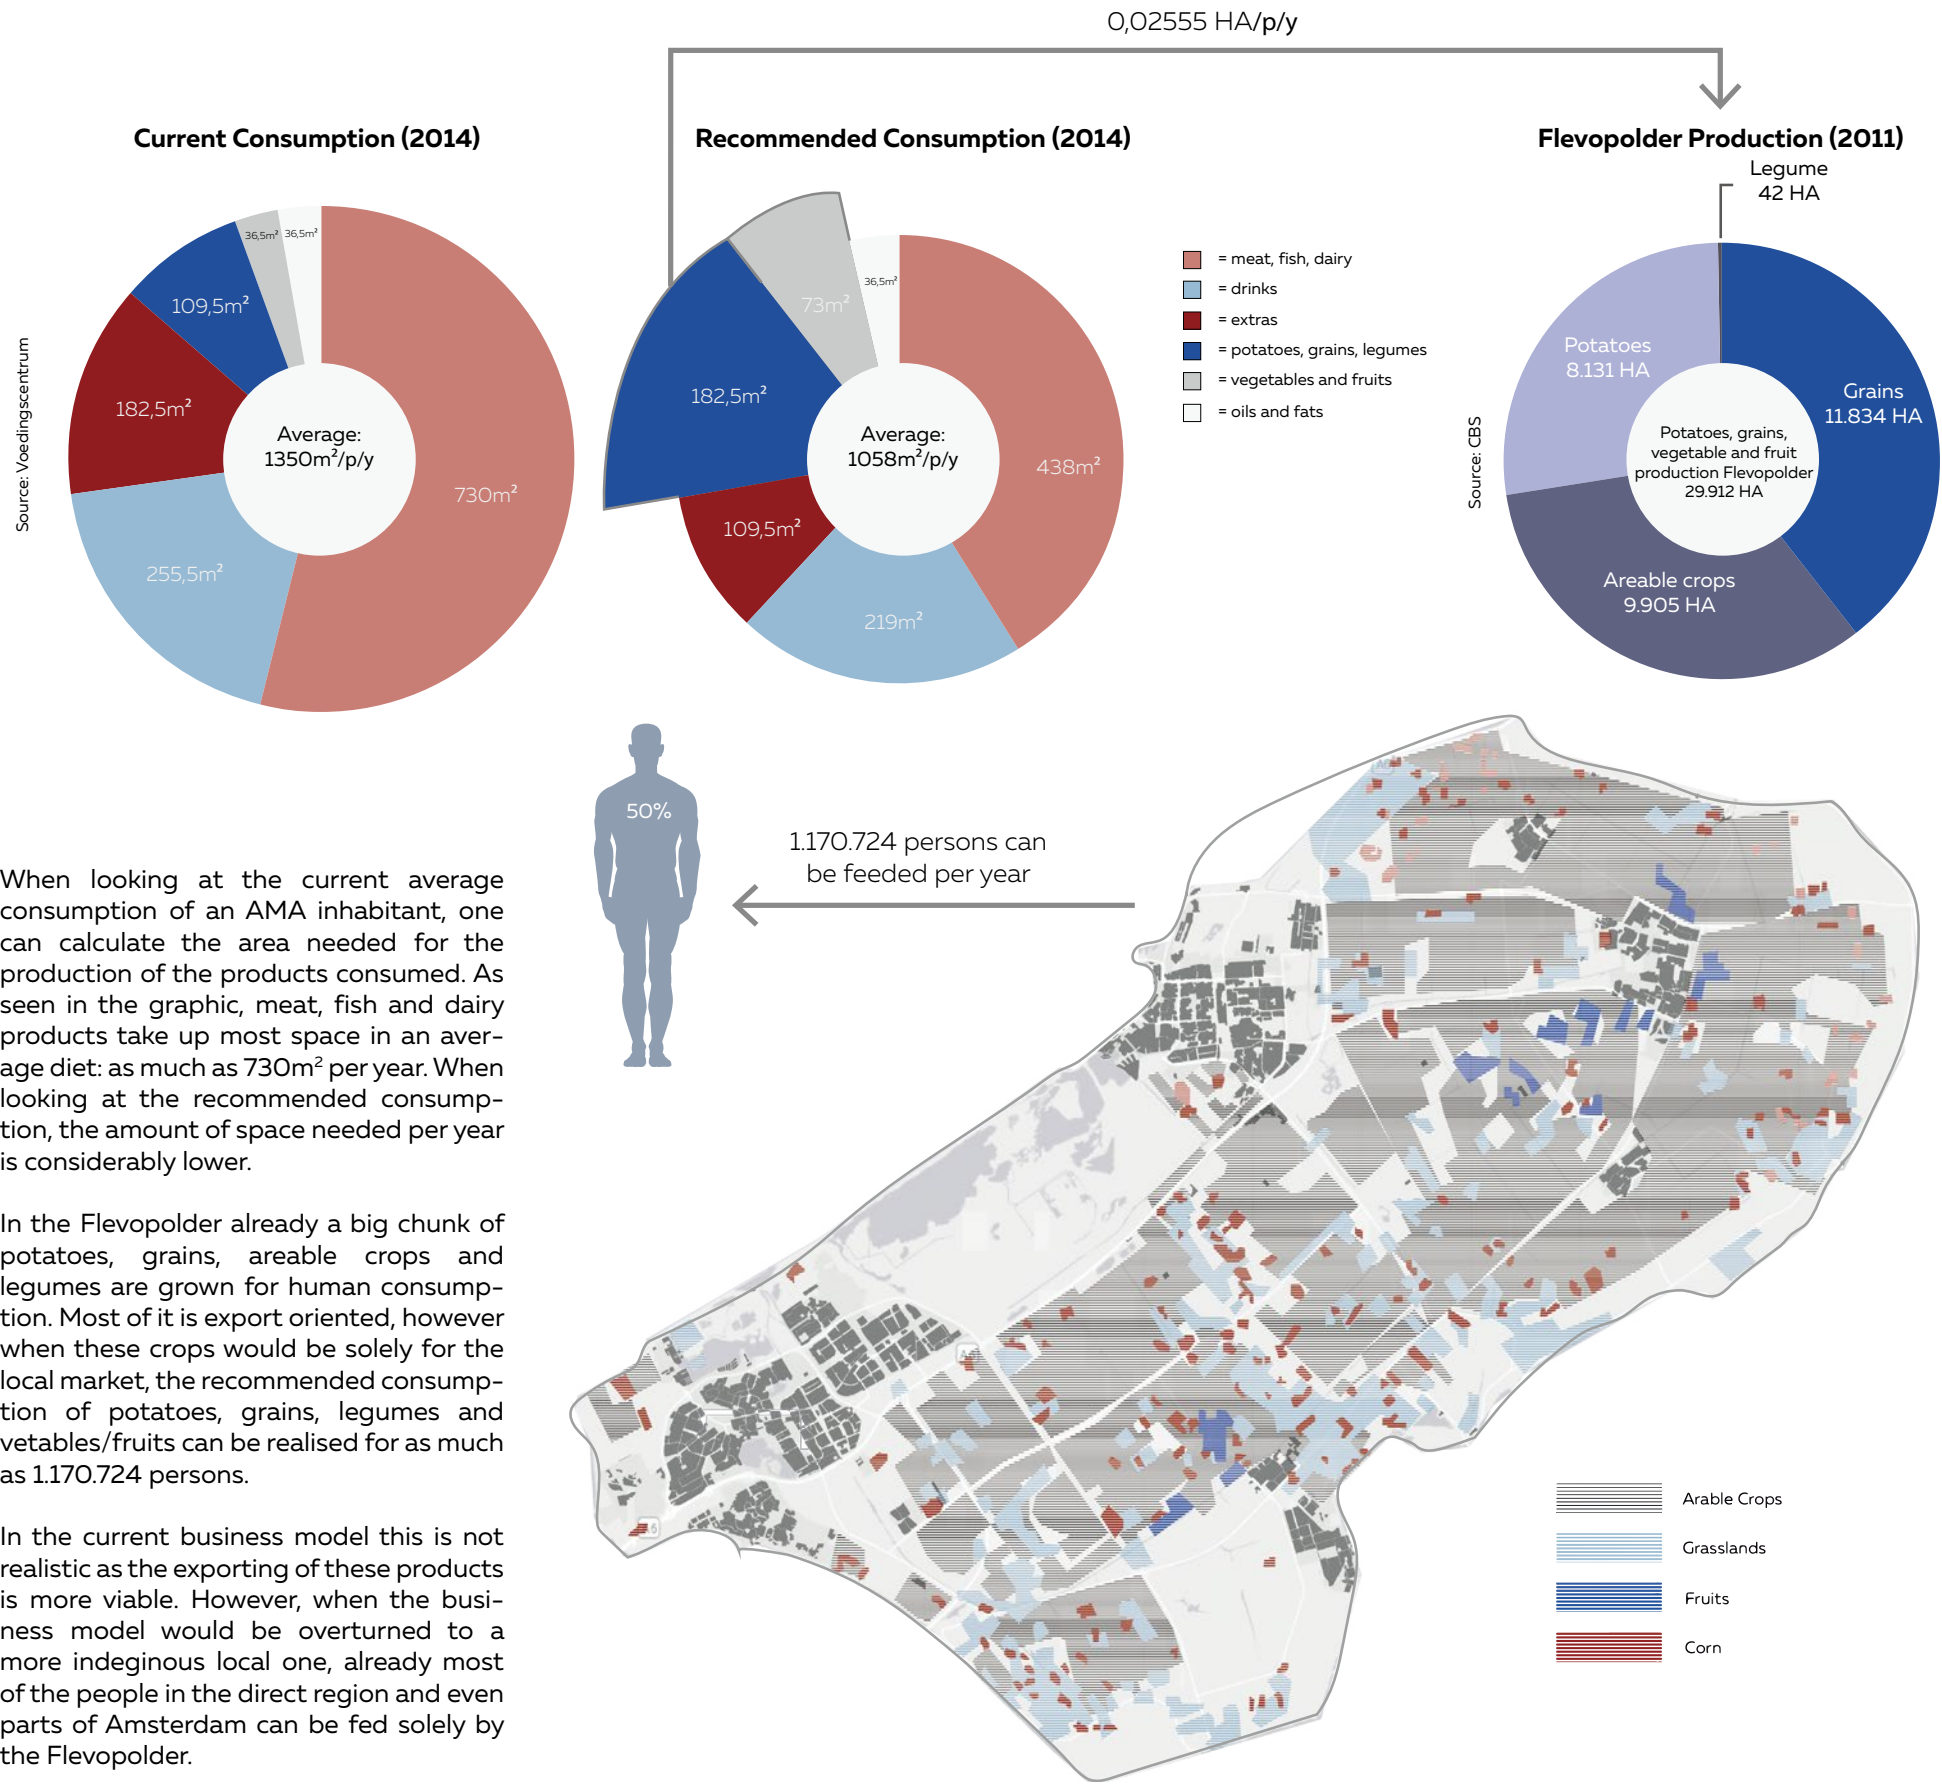 0,02555 HA/p/y
Current Consumption (2014)
Recommended Consumption (2014)
Flevopolder Production (2011)
Source: Voedingscentrum
36,5m²
36,5m²
109,5m²
182,5m²
255,5m²
730m²
Average:
1350m²/p/y
36,5m²
73m²
182,5m²
109,5m²
219m²
438m²
Average:
1058m²/p/y
= meat, fish, dairy
= drinks
= extras
= potatoes, grains, legumes
= vegetables and fruits
= oils and fats
Source: CBS
Legume
42 HA
Potatoes
8.131 HA
Grains
11.834 HA
Areable crops
9.905 HA
Potatoes, grains,
vegetable and fruit
production Flevopolder
29.912 HA
50%
1.170.724 persons can
be feeded per year
When looking at the current average
consumption of an AMA inhabitant, one
can calculate the area needed for the
production of the products consumed. As
seen in the graphic, meat, fish and dairy
products take up most space in an aver-
age diet: as much as 730m² per year. When
looking at the recommended consump-
tion, the amount of space needed per year
is considerably lower.
In the Flevopolder already a big chunk of
potatoes, grains, areable crops and
legumes are grown for human consump-
tion. Most of it is export oriented, however
when these crops would be solely for the
local market, the recommended consump-
tion of potatoes, grains, legumes and
vetables/fruits can be realised for as much
as 1.170.724 persons.
In the current business model this is not
realistic as the exporting of these products
is more viable. However, when the busi-
ness model would be overturned to a
more indeginous local one, already most
of the people in the direct region and even
parts of Amsterdam can be fed solely by
the Flevopolder.
Arable Crops
Grasslands
Fruits
Corn